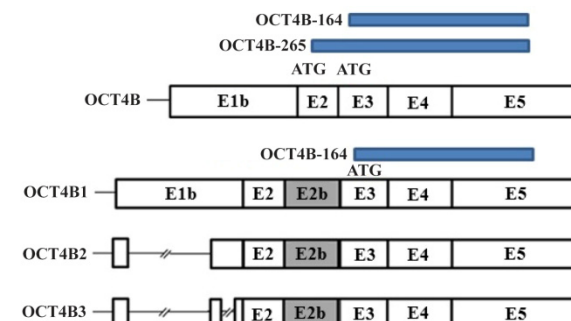 OCT4B-164
OCT4B-265
ATG ATG
OCT4B E1b E2 E3 E4 E5
OCT4B-164
ATG
OCT4B1 E1b E2 E2b E3 E4 E5
OCT4B2 E2 E2b E3 E4 E5
OCT4B3 E2 E2b E3 E4 E5